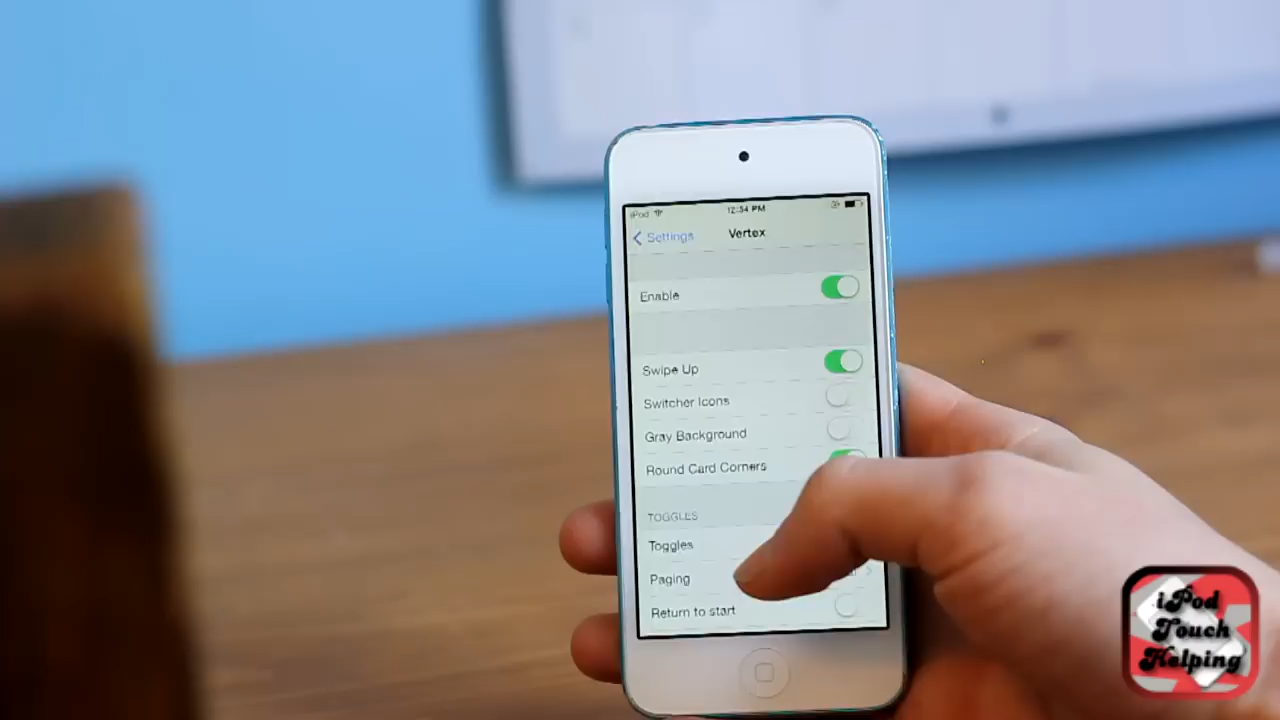 iPod
12:54 PM
Settings
Vertex
Enable
Swipe Up
Switcher Icons
Gray Background
Round Card Corners
TOGGLES
Toggles
Paging
Return to start
iPod
Touch
Helping